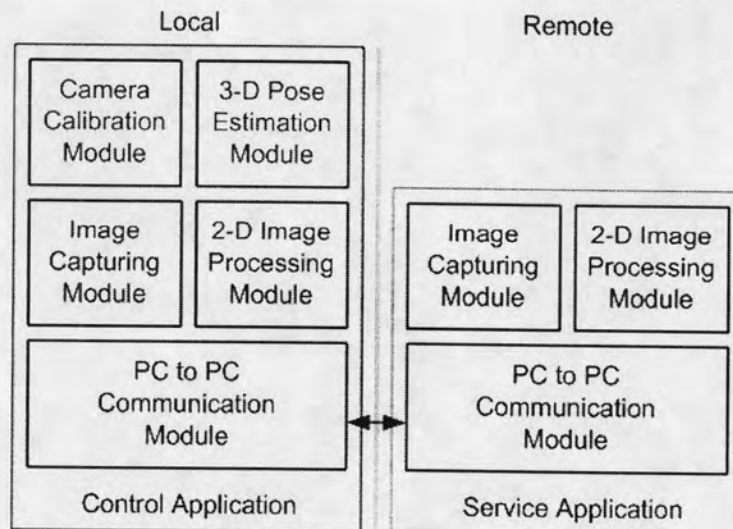 Local
Remote
Camera
Calibration
Module
3-D Pose
Estimation
Module
Image
Capturing
Module
2-D Image
Processing
Module
PC to PC
Communication
Module
Control Application
Image
Capturing
Module
2-D Image
Processing
Module
PC to PC
Communication
Module
Service Application